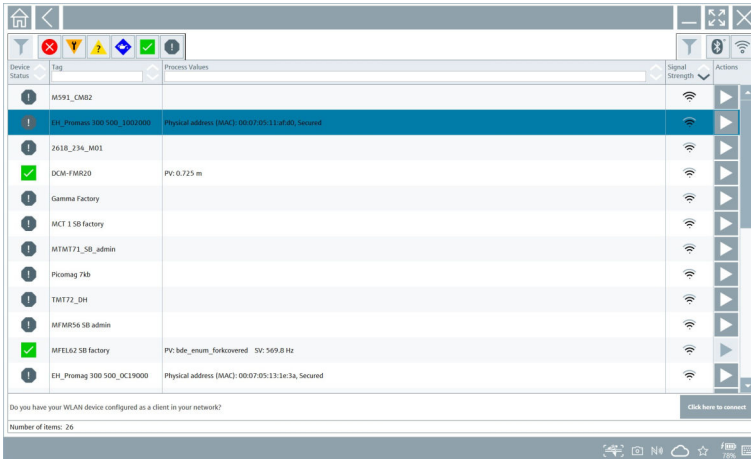 Device Status
Tag
Process Values
Signal Strength
Actions
M591_CM82
EH_Promass 300 500_1002000 Physical address (MAC): 00:07:05:11:af:d0, Secured
2618_234_M01
DCM-FMR20 PV: 0.725 m
Gamma Factory
MCT 1 SB factory
MTMT71_SB_admin
Picomag 7kb
TMT72_DH
MFMR56 SB admin
MFEL62 SB factory PV: bde_enum_forkcovered SV: 569.8 Hz
EH_Promag 300 500_0C19000 Physical address (MAC): 00:07:05:13:1e:3a, Secured
Do you have your WLAN device configured as a client in your network? Click here to connect
Number of items: 26
78%